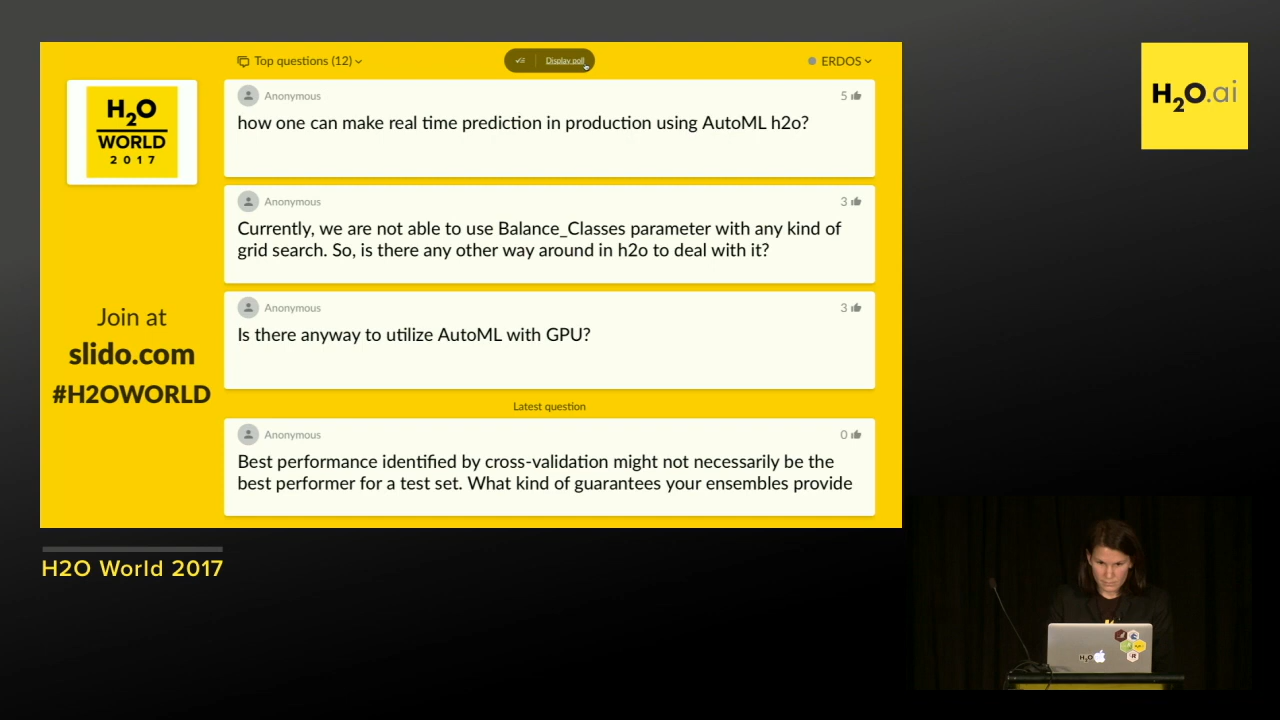 Top questions (12)
Display poll
ERDOS
H2O
WORLD
2017
Anonymous
5
how one can make real time prediction in production using AutoML h2o?
Anonymous
3
Currently, we are not able to use Balance_Classes parameter with any kind of
grid search. So, is there any other way around in h2o to deal with it?
Anonymous
3
Is there anyway to utilize AutoML with GPU?
Join at
slido.com
#H2OWORLD
Latest question
Anonymous
0
Best performance identified by cross-validation might not necessarily be the
best performer for a test set. What kind of guarantees your ensembles provide
H2O.ai
H2O World 2017
H2O
R